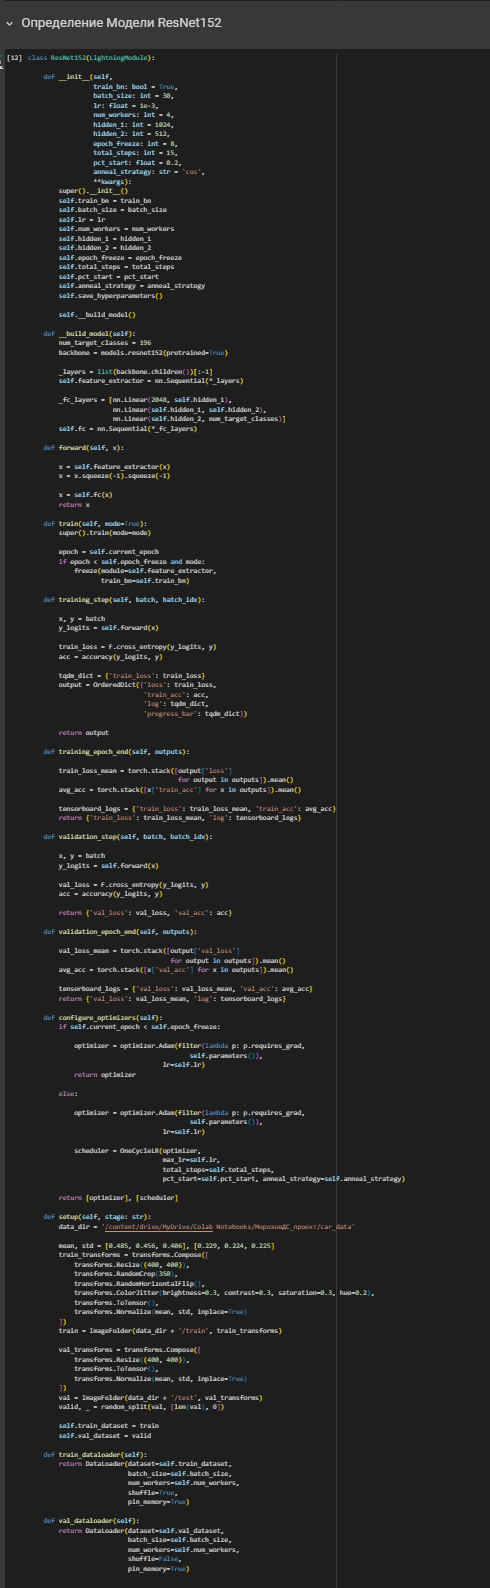 Определение Модели ResNet152
[12] class ResNet152(LightningModule):
def __init__(self,
train_bn: bool = True,
batch_size: int = 30,
lr: float = 1e-3,
num_workers: int = 4,
hidden_1: int = 1024,
hidden_2: int = 512,
epoch_freeze: int = 8,
total_steps: int = 15,
pct_start: float = 0.2,
anneal_strategy: str = 'cos',
**kwargs):
super().__init__()
self.train_bn = train_bn
self.batch_size = batch_size
self.lr = lr
self.num_workers = num_workers
self.hidden_1 = hidden_1
self.hidden_2 = hidden_2
self.epoch_freeze = epoch_freeze
self.total_steps = total_steps
self.pct_start = pct_start
self.anneal_strategy = anneal_strategy
self.save_hyperparameters()
self.__build_model()
def __build_model(self):
num_target_classes = 196
backbone = models.resnet152(pretrained=True)
_layers = list(backbone.children())[:-1]
self.feature_extractor = nn.Sequential(*_layers)
_fc_layers = [nn.Linear(2048, self.hidden_1),
nn.Linear(self.hidden_1, self.hidden_2),
nn.Linear(self.hidden_2, num_target_classes)]
self.fc = nn.Sequential(*_fc_layers)
def forward(self, x):
x = self.feature_extractor(x)
x = x.squeeze(-1).squeeze(-1)
x = self.fc(x)
return x
def train(self, mode=True):
super().train(mode=mode)
epoch = self.current_epoch
if epoch < self.epoch_freeze and mode:
freeze(module=self.feature_extractor,
train_bn=self.train_bn)
def training_step(self, batch, batch_idx):
x, y = batch
y_logits = self.forward(x)
train_loss = F.cross_entropy(y_logits, y)
acc = accuracy(y_logits, y)
tqdm_dict = {'train_loss': train_loss}
output = OrderedDict({'loss': train_loss,
'train_acc': acc,
'log': tqdm_dict,
'progress_bar': tqdm_dict})
return output
def training_epoch_end(self, outputs):
train_loss_mean = torch.stack([output['loss']
for output in outputs]).mean()
avg_acc = torch.stack([x['train_acc'] for x in outputs]).mean()
tensorboard_logs = {'train_loss': train_loss_mean, 'train_acc': avg_acc}
return {'train_loss': train_loss_mean, 'log': tensorboard_logs}
def validation_step(self, batch, batch_idx):
x, y = batch
y_logits = self.forward(x)
val_loss = F.cross_entropy(y_logits, y)
acc = accuracy(y_logits, y)
return {'val_loss': val_loss, 'val_acc': acc}
def validation_epoch_end(self, outputs):
val_loss_mean = torch.stack([output['val_loss']
for output in outputs]).mean()
avg_acc = torch.stack([x['val_acc'] for x in outputs]).mean()
tensorboard_logs = {'val_loss': val_loss_mean, 'val_acc': avg_acc}
return {'val_loss': val_loss_mean, 'log': tensorboard_logs}
def configure_optimizers(self):
if self.current_epoch < self.epoch_freeze:
optimizer = optimizer.Adam(filter(lambda p: p.requires_grad,
self.parameters()),
lr=self.lr)
return optimizer
else:
optimizer = optimizer.Adam(filter(lambda p: p.requires_grad,
self.parameters()),
lr=self.lr)
scheduler = OneCycleLR(optimizer,
max_lr=self.lr,
total_steps=self.total_steps,
pct_start=self.pct_start, anneal_strategy=self.anneal_strategy)
return [optimizer], [scheduler]
def setup(self, stage: str):
data_dir = '/content/drive/MyDrive/Colab Notebooks/МорозовДС_проект/car_data'
mean, std = [0.485, 0.456, 0.406], [0.229, 0.224, 0.225]
train_transforms = transforms.Compose([
transforms.Resize((400, 400)),
transforms.RandomCrop(350),
transforms.RandomHorizontalFlip(),
transforms.ColorJitter(brightness=0.3, contrast=0.3, saturation=0.3, hue=0.2),
transforms.ToTensor(),
transforms.Normalize(mean, std, inplace=True)
])
train = ImageFolder(data_dir + '/train', train_transforms)
val_transforms = transforms.Compose([
transforms.Resize((400, 400)),
transforms.ToTensor(),
transforms.Normalize(mean, std, inplace=True)
])
val = ImageFolder(data_dir + '/test', val_transforms)
valid, _ = random_split(val, [len(val), 0])
self.train_dataset = train
self.val_dataset = valid
def train_dataloader(self):
return DataLoader(dataset=self.train_dataset,
batch_size=self.batch_size,
num_workers=self.num_workers,
shuffle=True,
pin_memory=True)
def val_dataloader(self):
return DataLoader(dataset=self.val_dataset,
batch_size=self.batch_size,
num_workers=self.num_workers,
shuffle=False,
pin_memory=True)